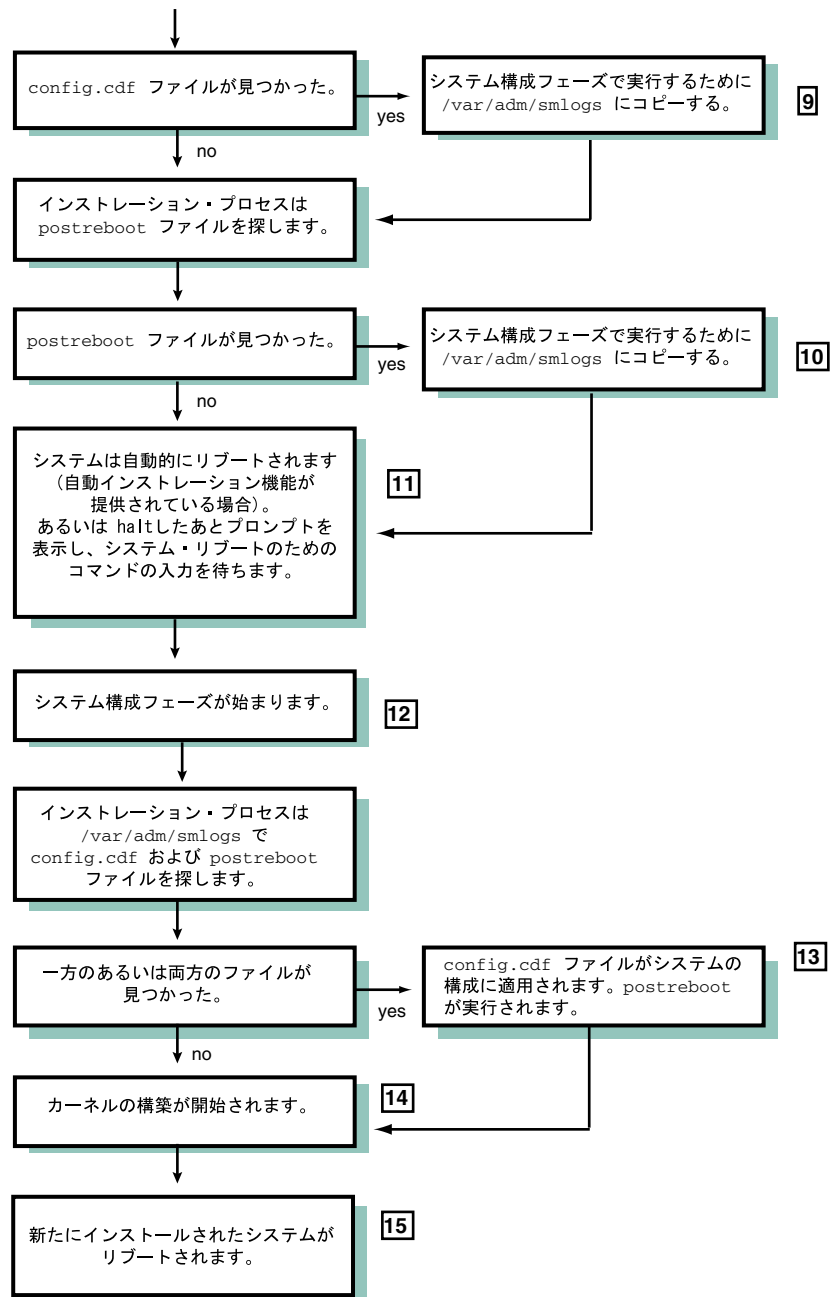 config.cdf ファイルが見つかった。
yes
システム構成フェーズで実行するために
/var/adm/smlogs にコピーする。
9
no
インストレーション・プロセスは
postreboot ファイルを探します。
postreboot ファイルが見つかった。
yes
システム構成フェーズで実行するために
/var/adm/smlogs にコピーする。
10
no
システムは自動的にリブートされます
（自動インストレーション機能が
提供されている場合）。
あるいは haltしたあとプロンプトを
表示し、システム・リブートのための
コマンドの入力を待ちます。
11
システム構成フェーズが始まります。
12
インストレーション・プロセスは
/var/adm/smlogs で
config.cdf および postreboot
ファイルを探します。
一方のあるいは両方のファイルが
見つかった。
yes
config.cdf ファイルがシステムの
構成に適用されます。postreboot
が実行されます。
13
no
カーネルの構築が開始されます。
14
新たにインストールされたシステムが
リブートされます。
15